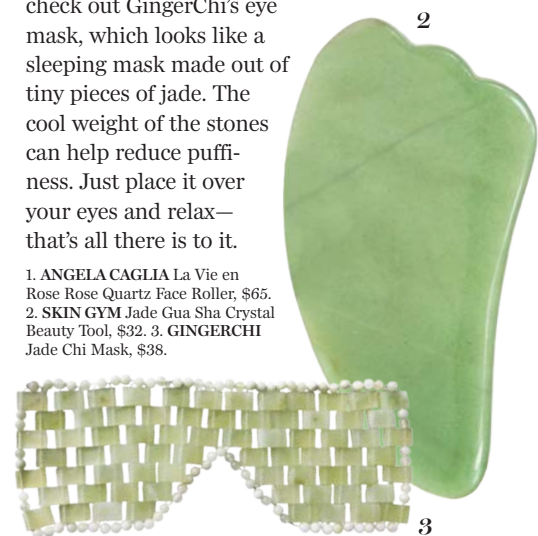 check out GingerChi's eye
mask, which looks like a
sleeping mask made out of
tiny pieces of jade. The
cool weight of the stones
can help reduce puffi-
ness. Just place it over
your eyes and relax—
that's all there is to it.
1. ANGELA CAGLIA La Vie en
Rose Rose Quartz Face Roller, $65.
2. SKIN GYM Jade Gua Sha Crystal
Beauty Tool, $32. 3. GINGERCHI
Jade Chi Mask, $38.
2
3